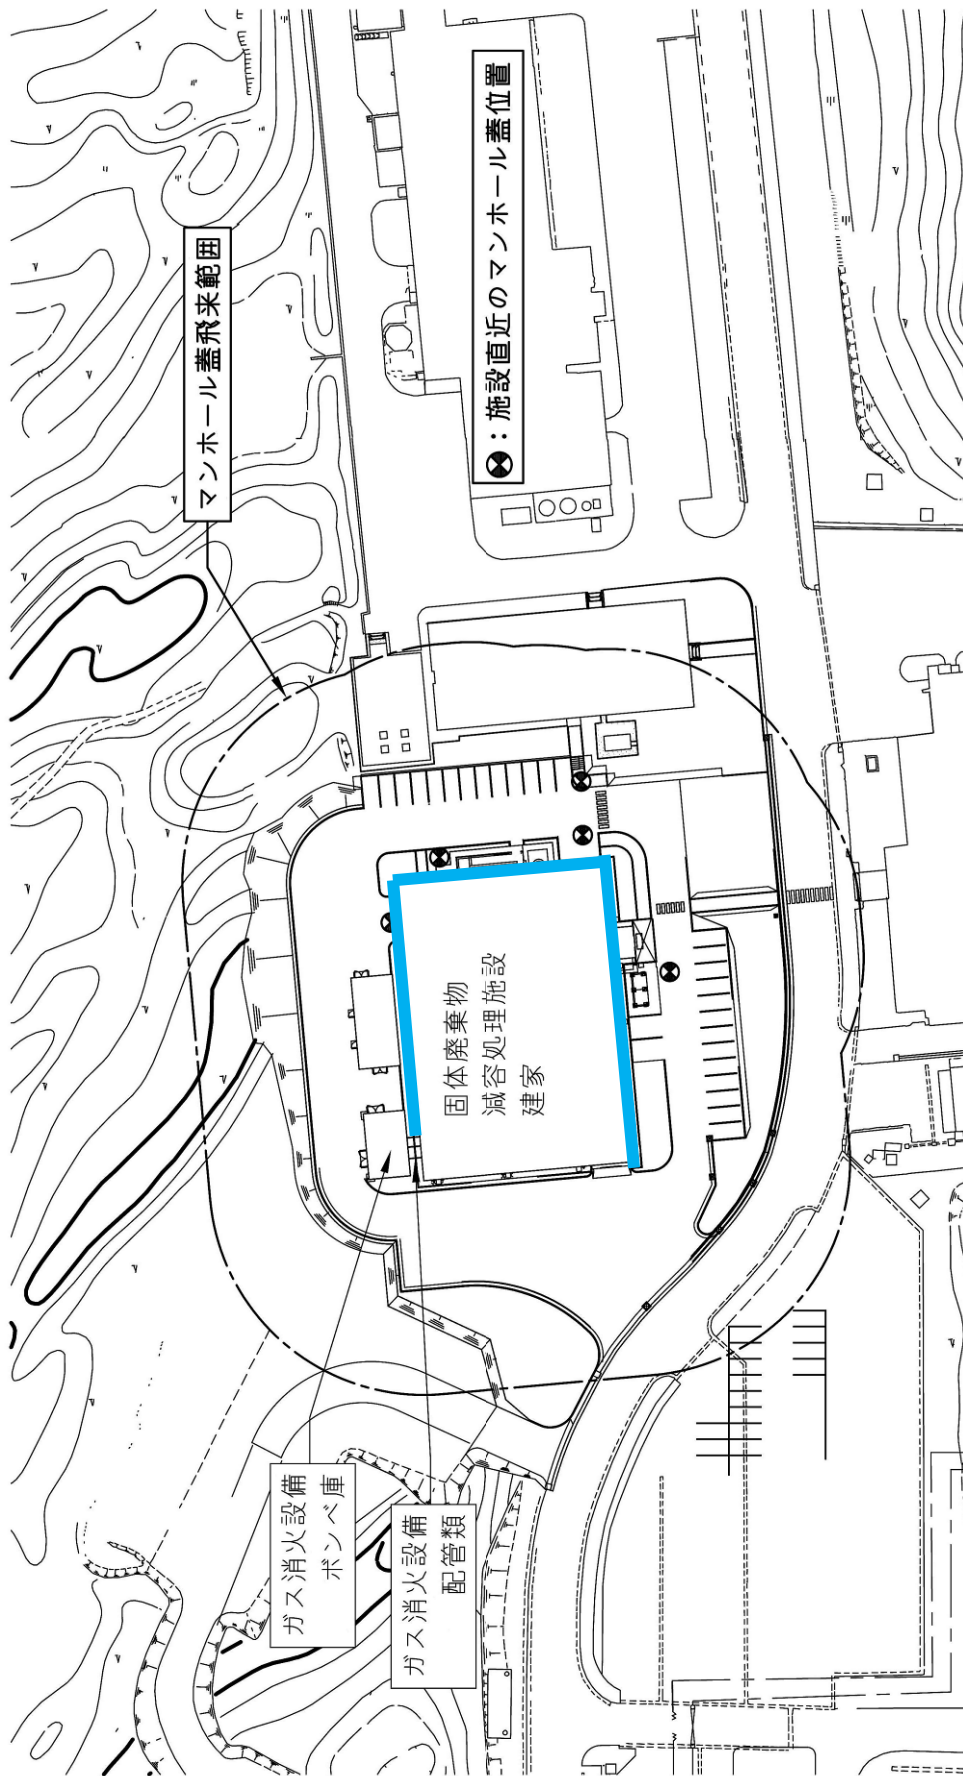 マンホール蓋飛来範囲
：施設直近のマンホール蓋位置
固体廃棄物
減容処理施設
建家
ガス消火設備
ボンベ庫
ガス消火設備
配管類